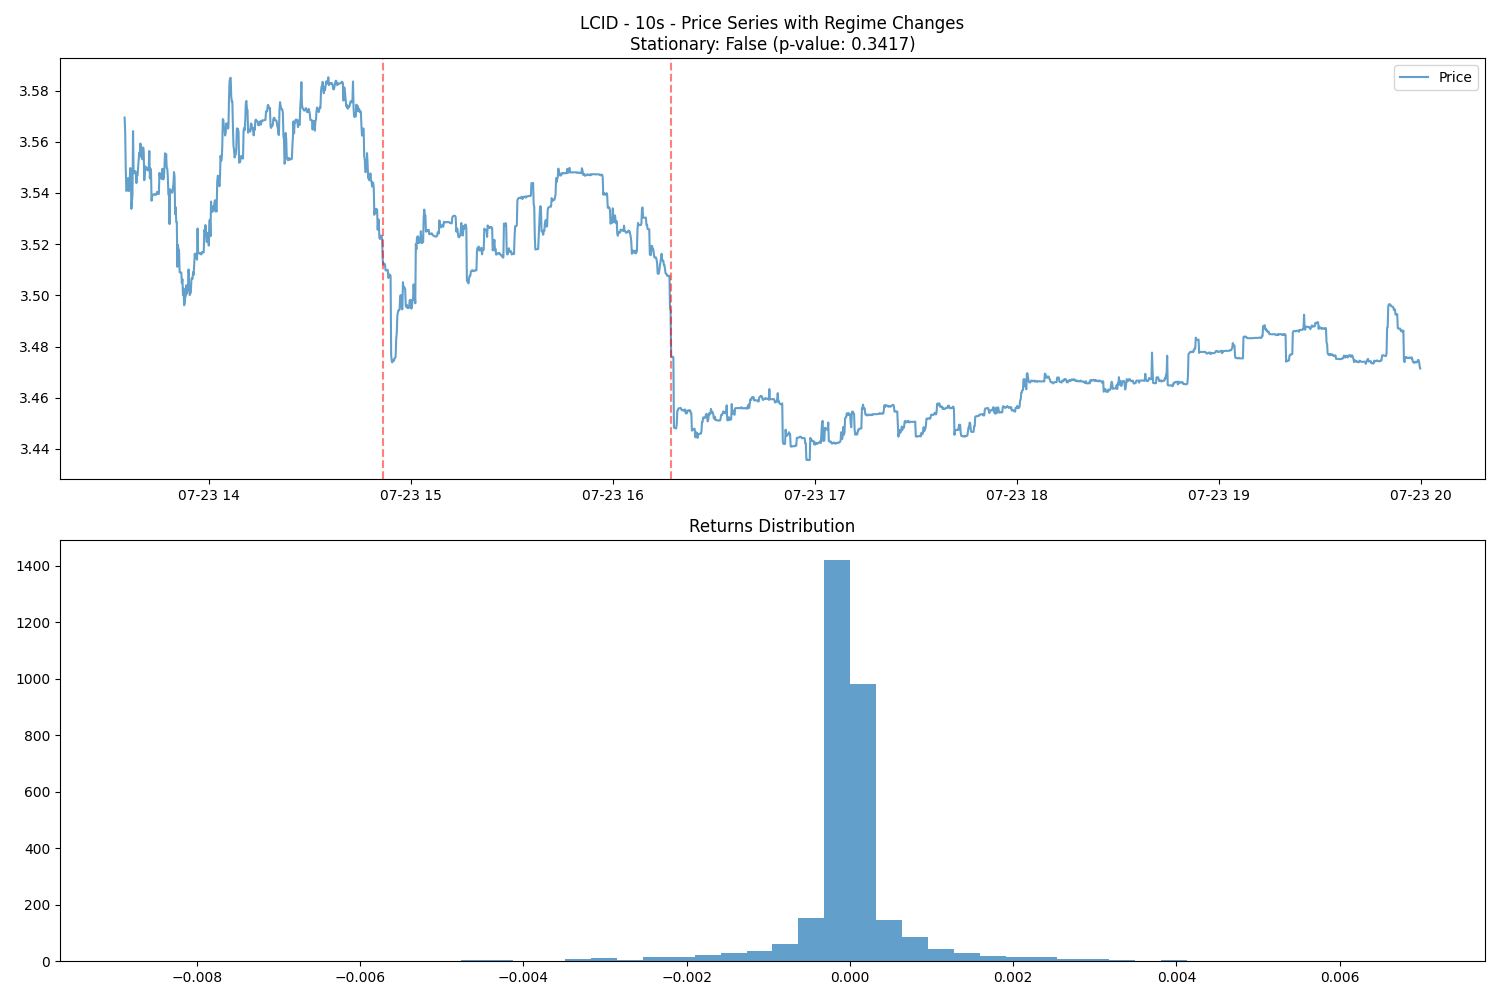 LCID - 10s - Price Series with Regime Changes
Stationary: False (p-value: 0.3417)
Price
3.58
3.56
3.54
3.52
3.50
3.48
3.46
3.44
07-23 14 07-23 15 07-23 16 07-23 17 07-23 18 07-23 19 07-23 20
Returns Distribution
1400
1200
1000
800
600
400
200
0
−0.008 −0.006 −0.004 −0.002 0.000 0.002 0.004 0.006